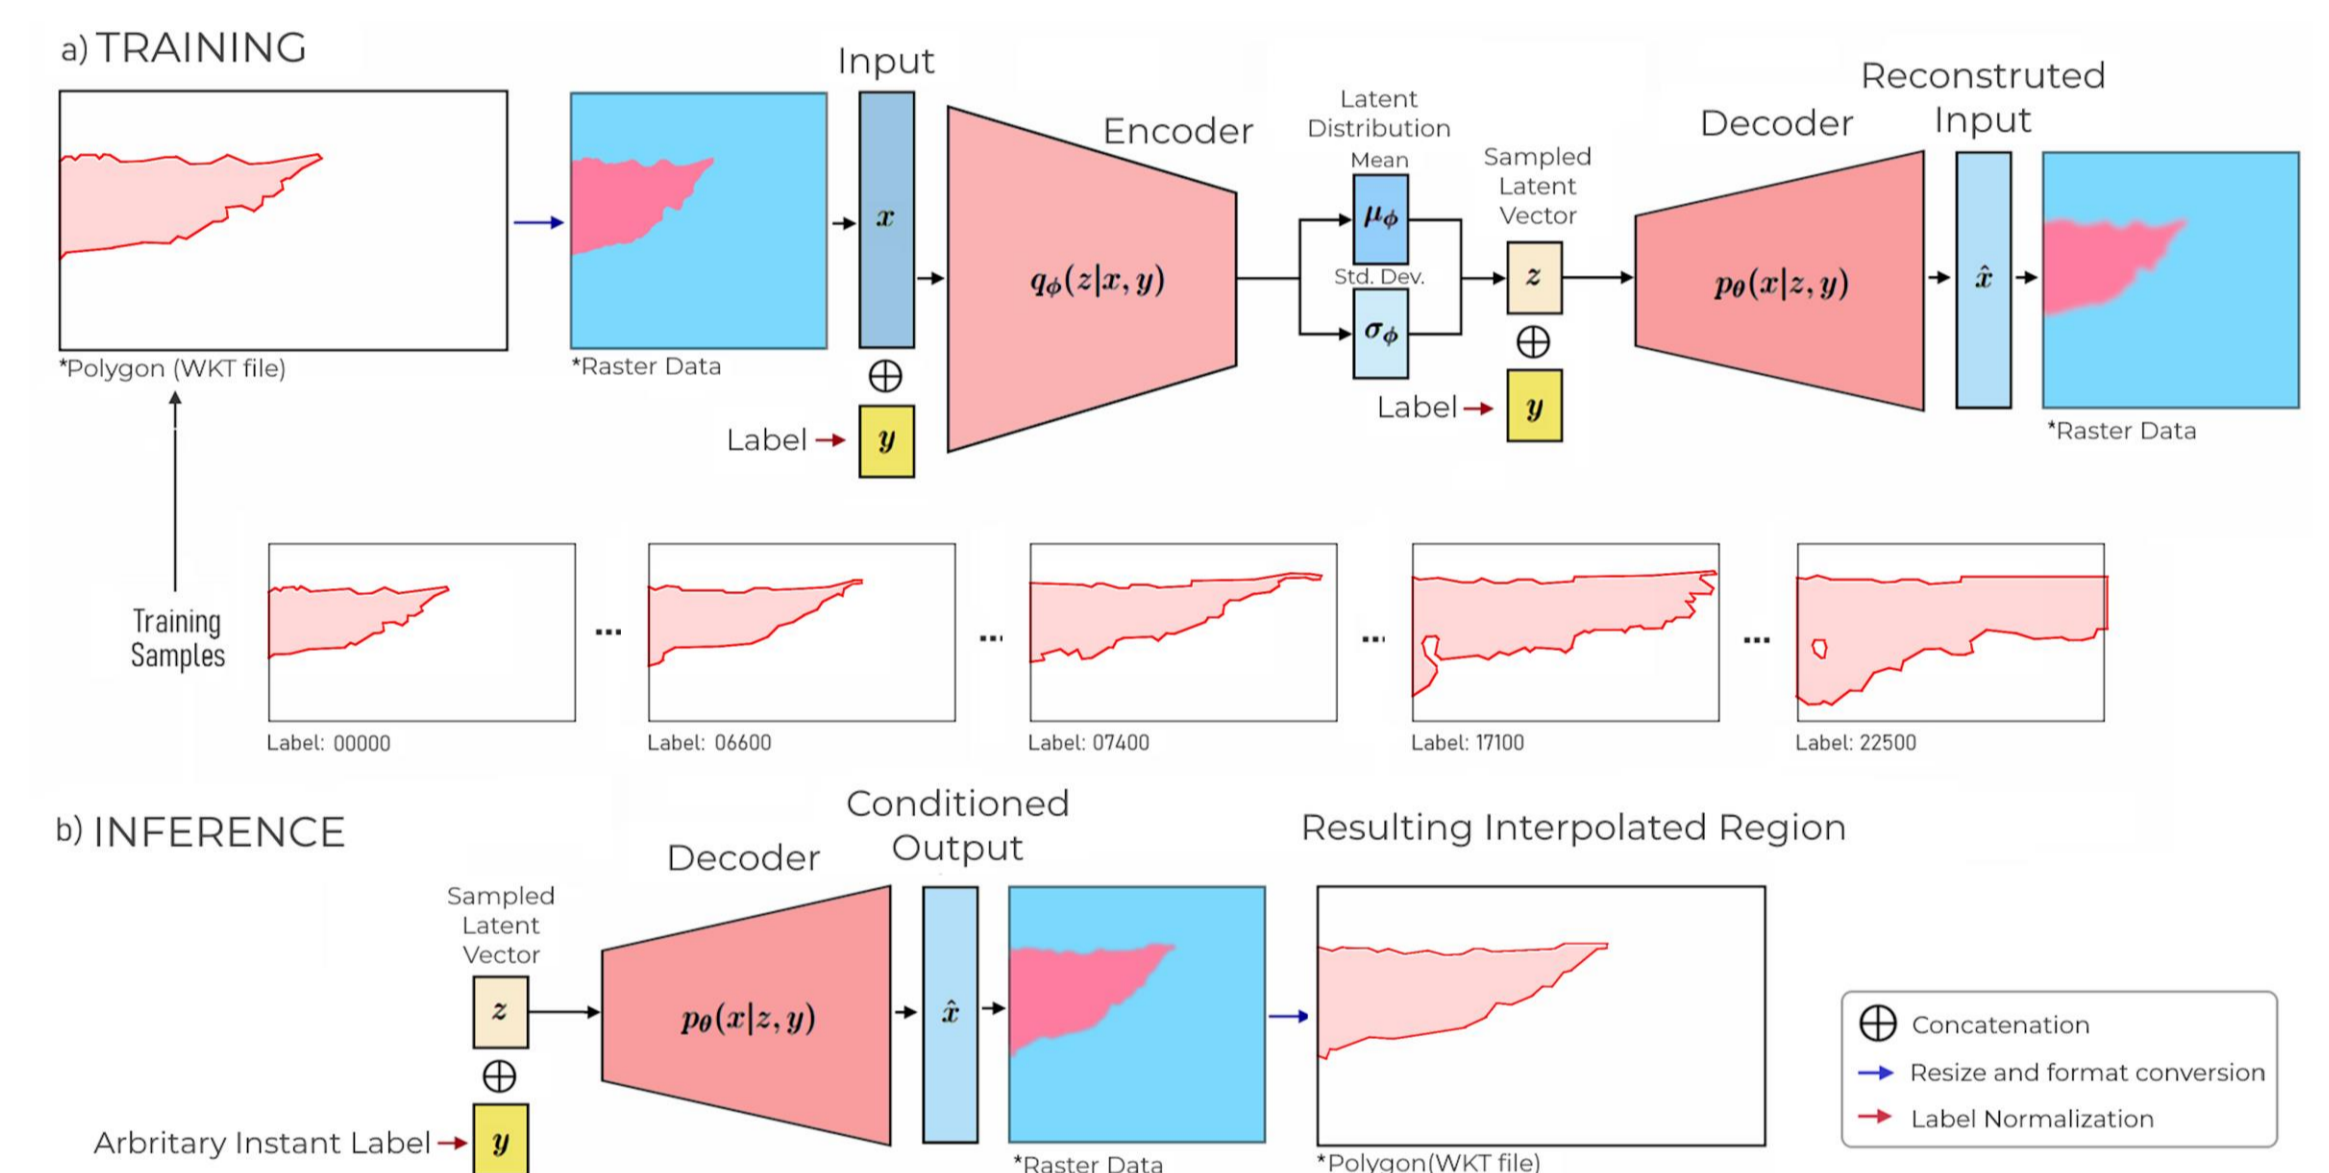 a) TRAINING
Input
Encoder
Latent
Distribution
Mean
Std. Dev.
Sampled
Latent
Vector
Decoder
Reconstruted
Input
x
⊕
y
qϕ(z|x, y)
μϕ
σϕ
z
⊕
y
pθ(x|z, y)
x̂
*Polygon (WKT file)
*Raster Data
Label
Label
*Raster Data
Training
Samples
...
...
...
...
Label: 00000
Label: 06600
Label: 07400
Label: 17100
Label: 22500
b) INFERENCE
Sampled
Latent
Vector
Decoder
Conditioned
Output
Resulting Interpolated Region
z
⊕
y
pθ(x|z, y)
x̂
Arbritary Instant Label
*Raster Data
*Polygon(WKT file)
⊕ Concatenation
Resize and format conversion
Label Normalization